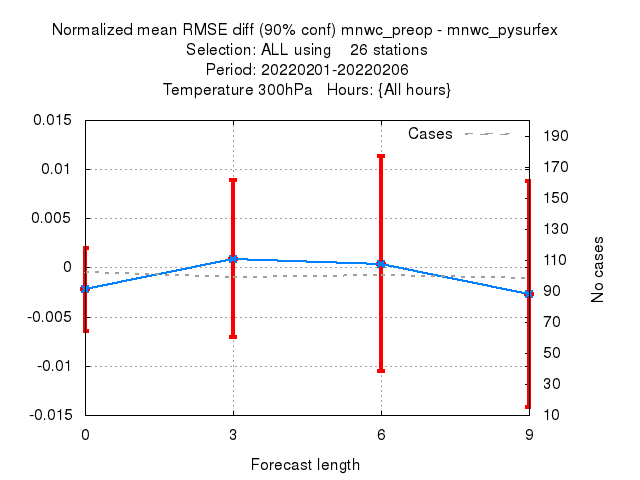 Normalized mean RMSE diff (90% conf) mnwc_preop - mnwc_pysurfex
Selection: ALL using    26 stations
Period: 20220201-20220206
Temperature 300hPa   Hours: {All hours}
Cases
0.015
0.01
0.005
0
-0.005
-0.01
-0.015
190
170
150
130
110
90
70
50
30
10
No cases
0 3 6 9
Forecast length